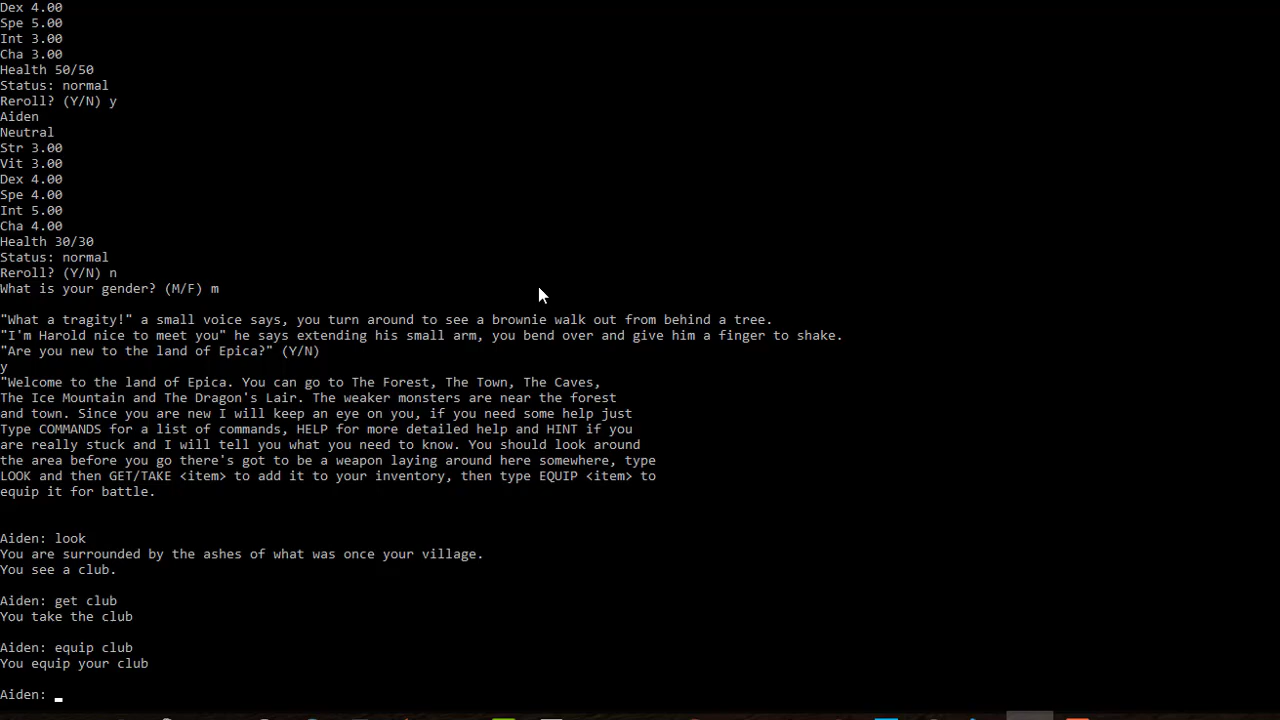 Dex 4.00
Spe 5.00
Int 3.00
Cha 3.00
Health 50/50
Status: normal
Reroll? (Y/N) y
Aiden
Neutral
Str 3.00
Vit 3.00
Dex 4.00
Spe 4.00
Int 5.00
Cha 4.00
Health 30/30
Status: normal
Reroll? (Y/N) n
What is your gender? (M/F) m
"What a tragity!" a small voice says, you turn around to see a brownie walk out from behind a tree.
"I'm Harold nice to meet you" he says extending his small arm, you bend over and give him a finger to shake.
"Are you new to the land of Epica?" (Y/N)
y
"Welcome to the land of Epica. You can go to The Forest, The Town, The Caves,
The Ice Mountain and The Dragon's Lair. The weaker monsters are near the forest
and town. Since you are new I will keep an eye on you, if you need some help just
Type COMMANDS for a list of commands, HELP for more detailed help and HINT if you
are really stuck and I will tell you what you need to know. You should look around
the area before you go there's got to be a weapon laying around here somewhere, type
LOOK and then GET/TAKE <item> to add it to your inventory, then type EQUIP <item> to
equip it for battle.
Aiden: look
You are surrounded by the ashes of what was once your village.
You see a club.
Aiden: get club
You take the club
Aiden: equip club
You equip your club
Aiden: _